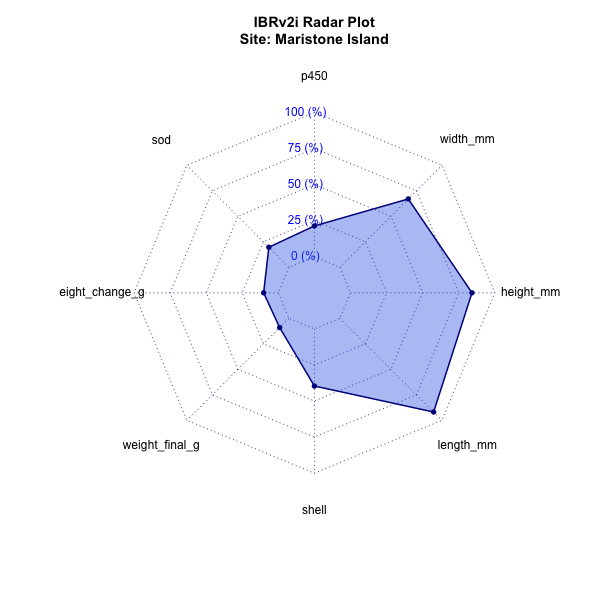 IBRv2i Radar Plot
Site: Maristone Island
p450
100 (%)
sod
width_mm
75 (%)
50 (%)
25 (%)
0 (%)
eight_change_g
height_mm
weight_final_g
length_mm
shell